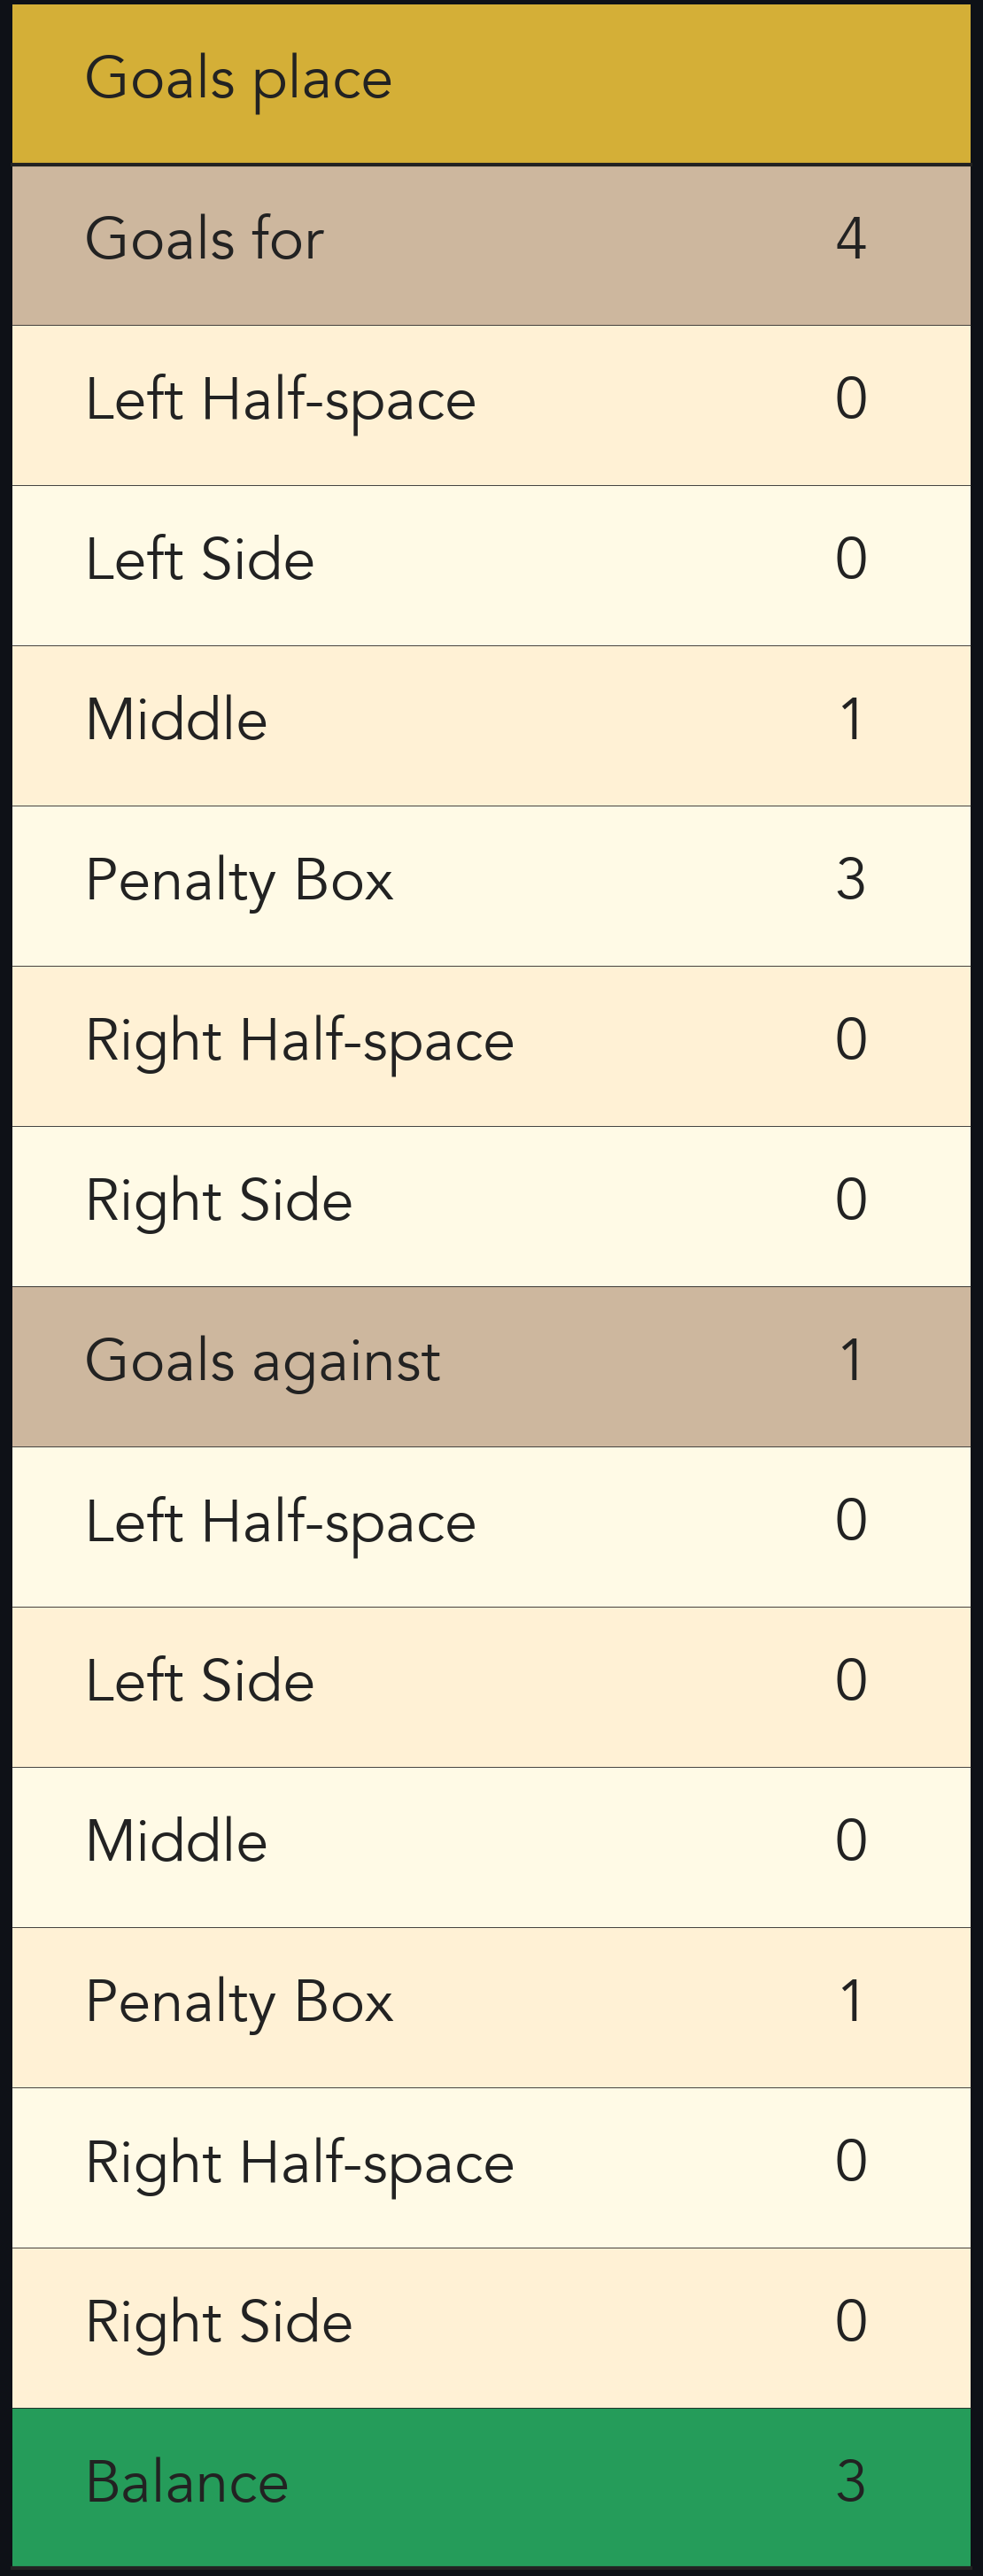 Goals place
Goals for 4
Left Half-space 0
Left Side 0
Middle 1
Penalty Box 3
Right Half-space 0
Right Side 0
Goals against 1
Left Half-space 0
Left Side 0
Middle 0
Penalty Box 1
Right Half-space 0
Right Side 0
Balance 3